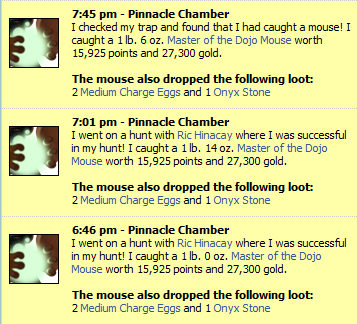 7:45 pm - Pinnacle Chamber
I checked my trap and found that I had caught a mouse! I
caught a 1 lb. 6 oz. Master of the Dojo Mouse worth
15,925 points and 27,300 gold.
The mouse also dropped the following loot:
2 Medium Charge Eggs and 1 Onyx Stone
7:01 pm - Pinnacle Chamber
I went on a hunt with Ric Hinacay where I was successful
in my hunt! I caught a 1 lb. 14 oz. Master of the Dojo
Mouse worth 15,925 points and 27,300 gold.
The mouse also dropped the following loot:
2 Medium Charge Eggs and 1 Onyx Stone
6:46 pm - Pinnacle Chamber
I went on a hunt with Ric Hinacay where I was successful
in my hunt! I caught a 1 lb. 0 oz. Master of the Dojo
Mouse worth 15,925 points and 27,300 gold.
The mouse also dropped the following loot:
2 Medium Charge Eggs and 1 Onyx Stone